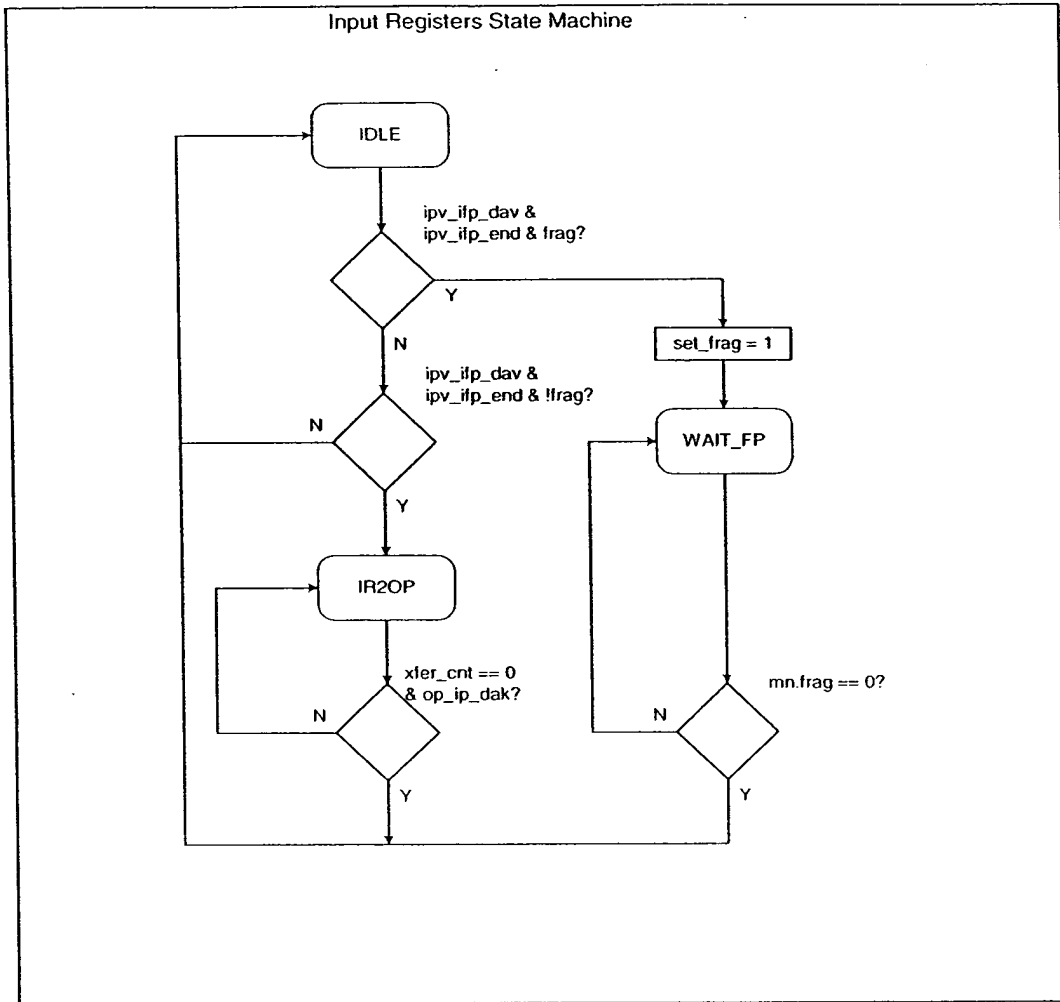 Input Registers State Machine
IDLE
ipv_ifp_dav &
ipv_ifp_end & frag?
Y
N
set_frag = 1
ipv_ifp_dav &
ipv_ifp_end & !frag?
N
WAIT_FP
Y
IR2OP
xfer_cnt == 0
& op_ip_dak?
mn.frag == 0?
N
N
Y
Y